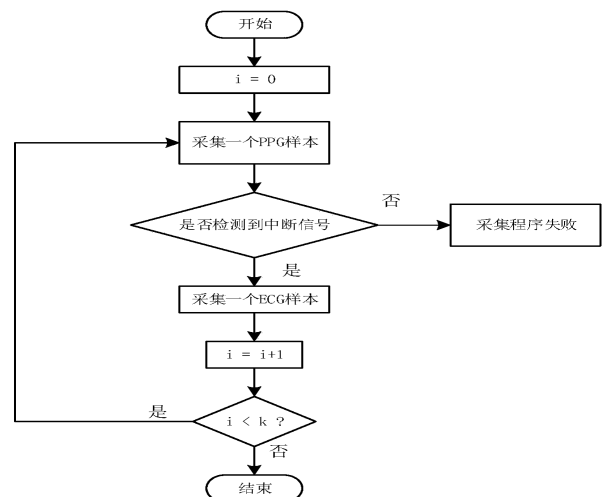 开始
i = 0
采集一个PPG样本
是否检测到中断信号
否
采集程序失败
是
采集一个ECG样本
i = i+1
是
i < k ?
否
结束